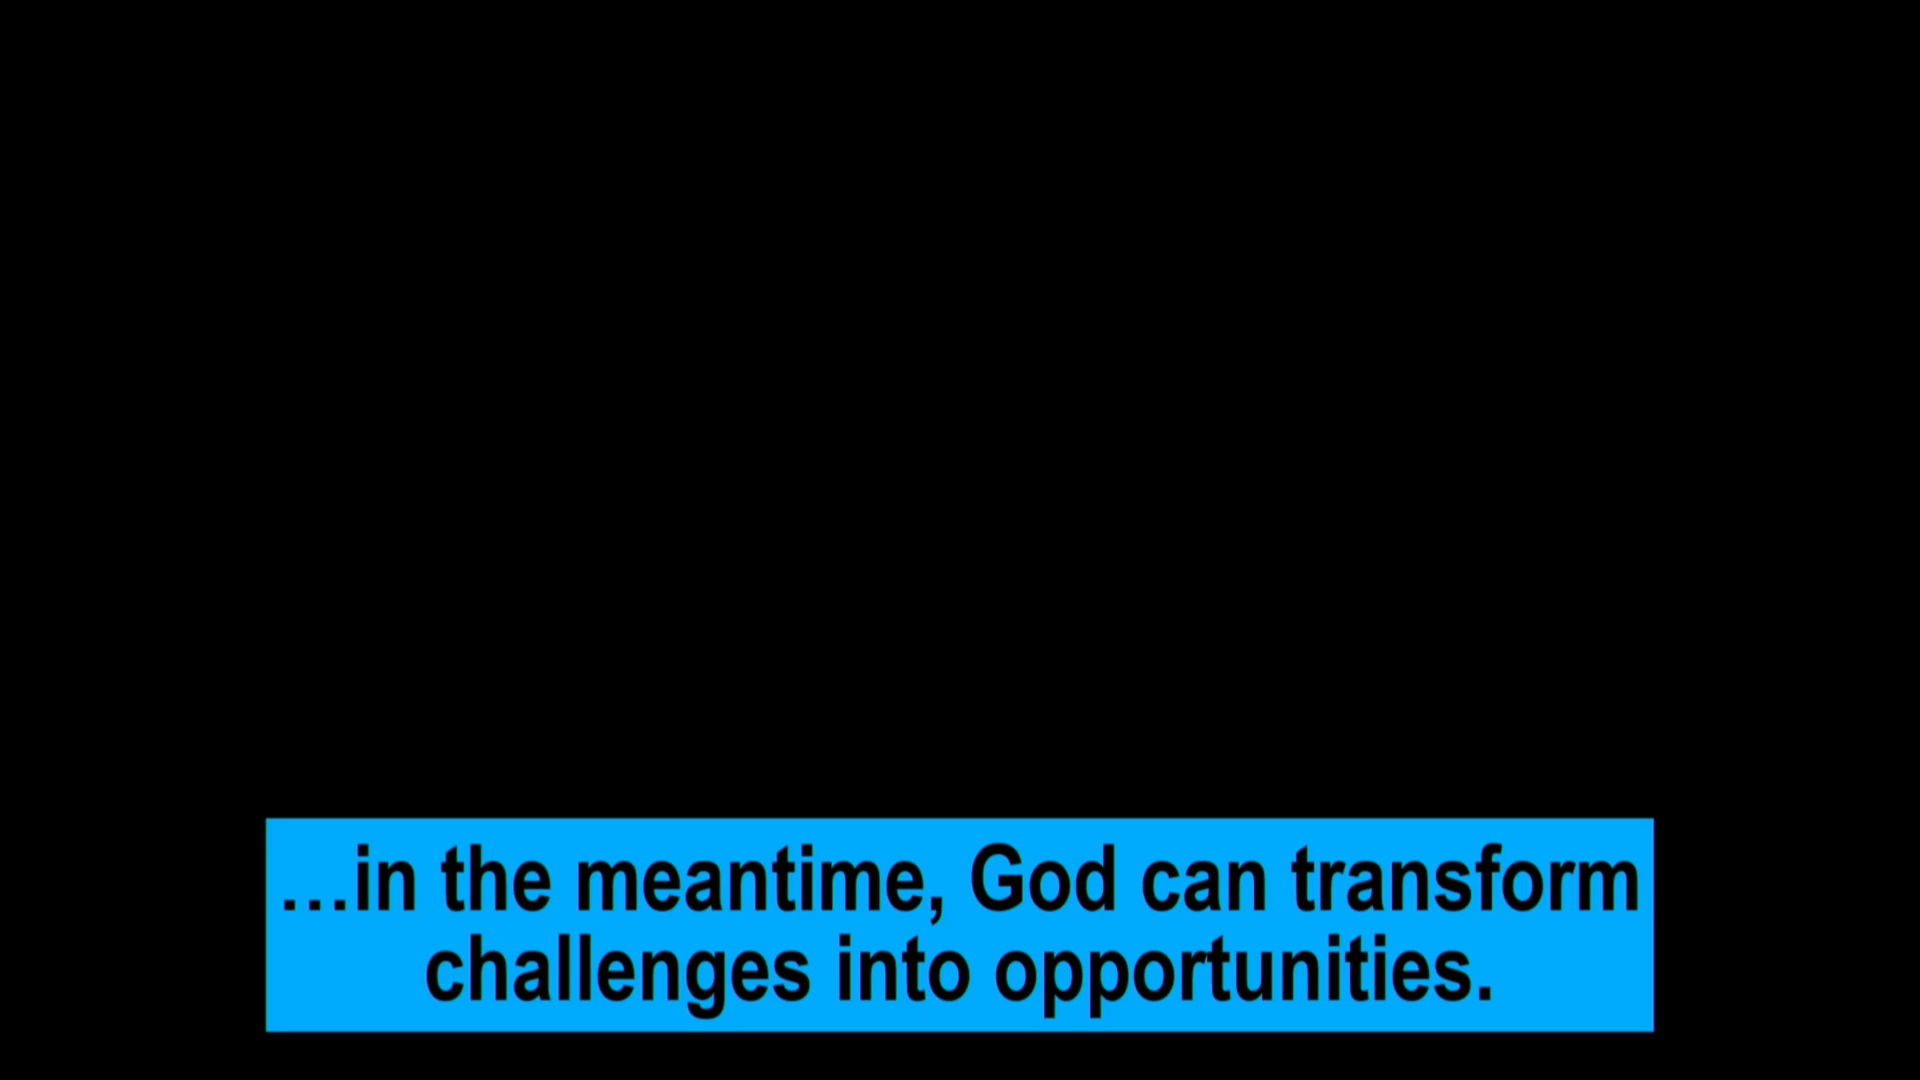 …in the meantime, God can transform
challenges into opportunities.